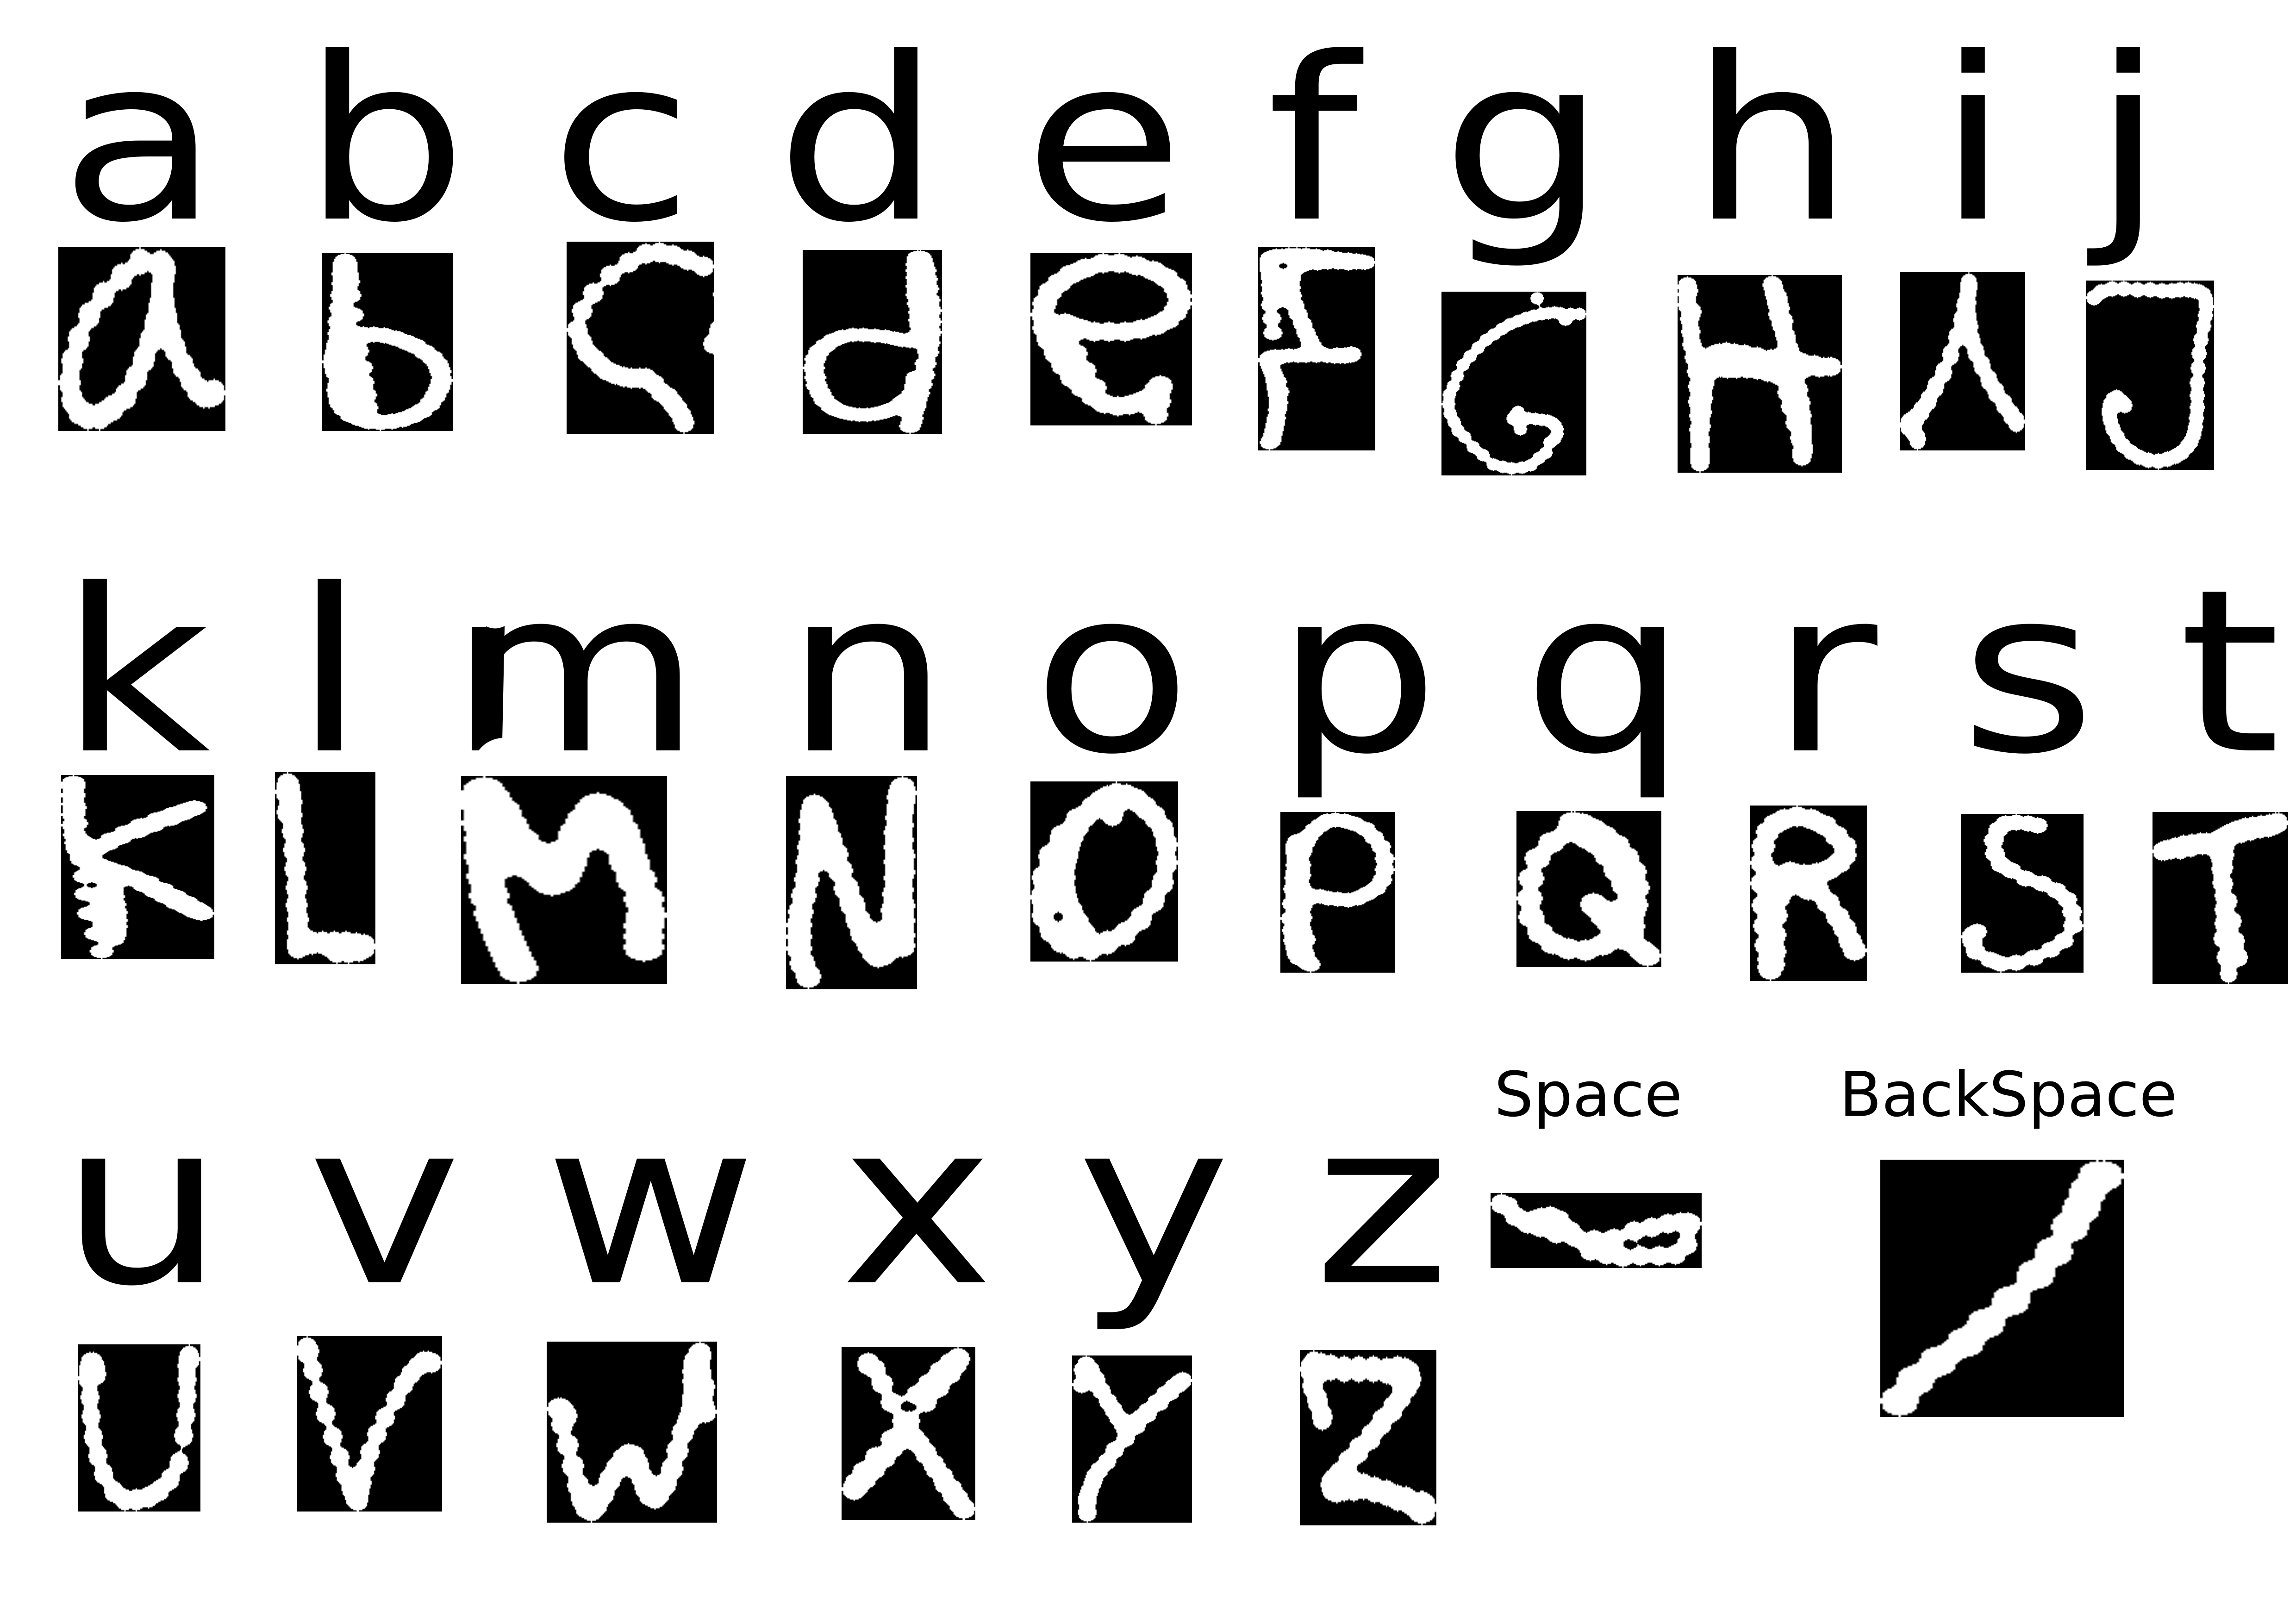 a b c d e f g h i j
a b c d e F G H i J
k l m n o p q r s t
K L M N O P Q R S T
Space BackSpace
u v w x y z
U V W X Y Z